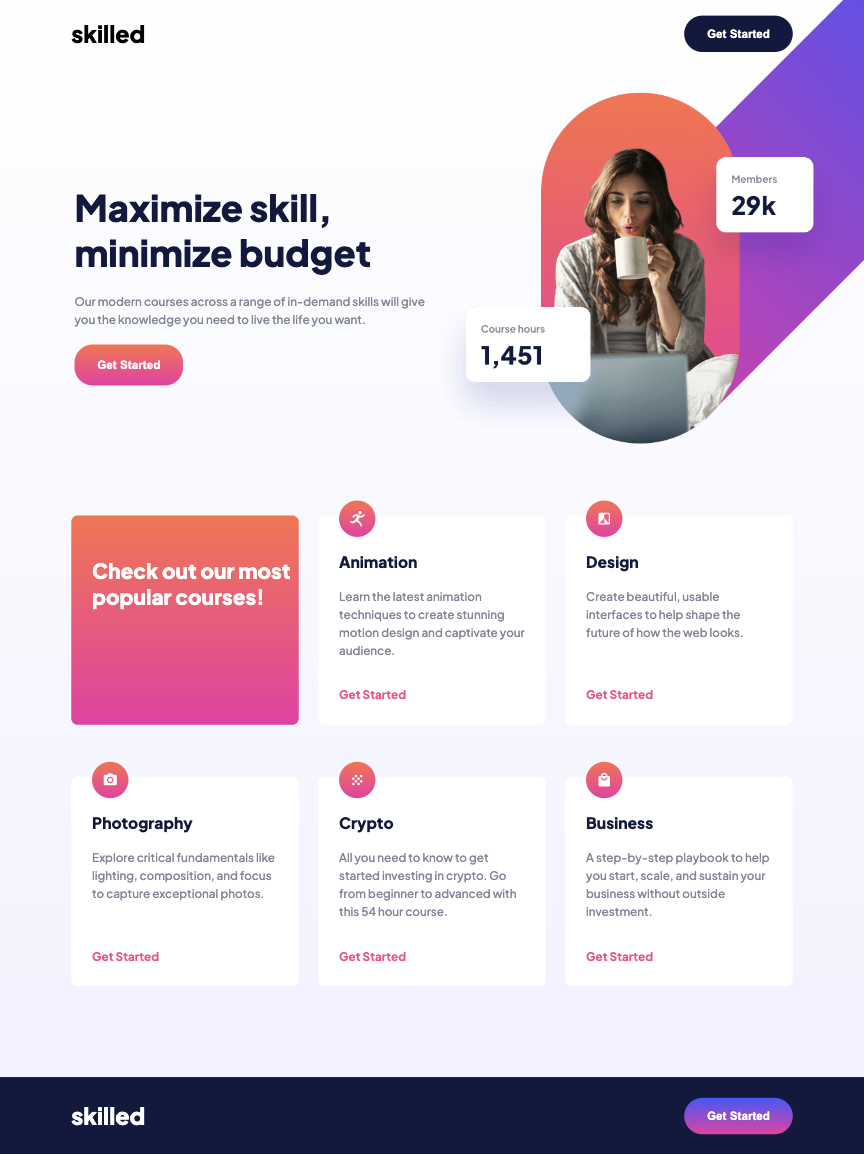 skilled
Get Started
Maximize skill,
minimize budget
Our modern courses across a range of in-demand skills will give
you the knowledge you need to live the life you want.
Get Started
Members
29k
Course hours
1,451
Check out our most
popular courses!
Animation
Learn the latest animation
techniques to create stunning
motion design and captivate your
audience.
Get Started
Design
Create beautiful, usable
interfaces to help shape the
future of how the web looks.
Get Started
Photography
Explore critical fundamentals like
lighting, composition, and focus
to capture exceptional photos.
Get Started
Crypto
All you need to know to get
started investing in crypto. Go
from beginner to advanced with
this 54 hour course.
Get Started
Business
A step-by-step playbook to help
you start, scale, and sustain your
business without outside
investment.
Get Started
skilled
Get Started